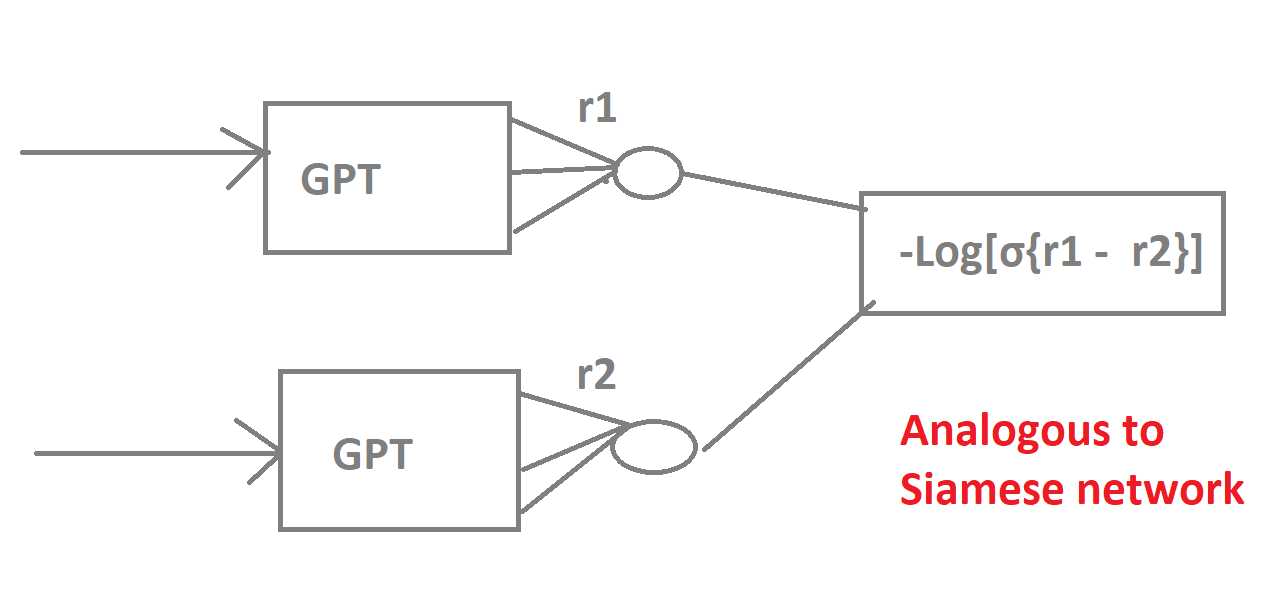 r1
GPT
-Log[σ{r1 - r2}]
r2
GPT
Analogous to
Siamese network